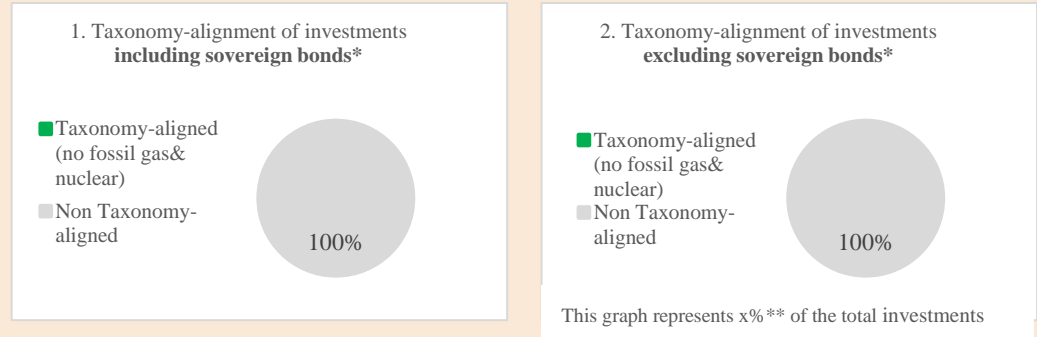 1. Taxonomy-alignment of investments
including sovereign bonds*
Taxonomy-aligned
(no fossil gas&
nuclear)
Non Taxonomy-
aligned
100%
2. Taxonomy-alignment of investments
excluding sovereign bonds*
Taxonomy-aligned
(no fossil gas&
nuclear)
Non Taxonomy-
aligned
100%
This graph represents x%** of the total investments